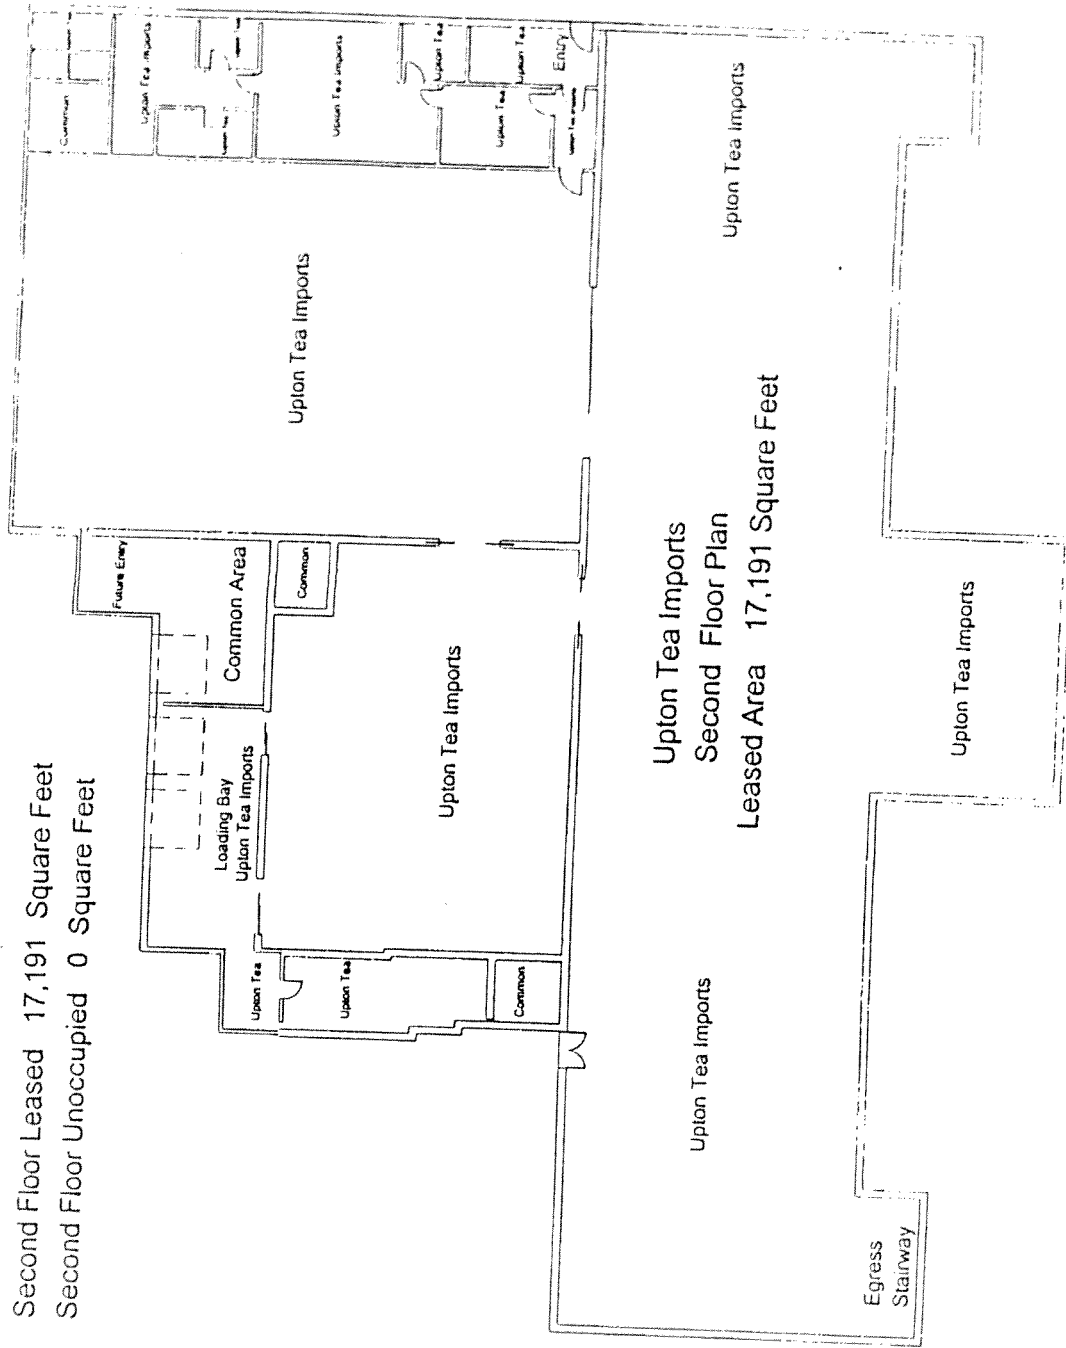 Second Floor Leased 17,191 Square Feet
Second Floor Unoccupied 0 Square Feet
Common
Upton Tea Imports
Upton Tea Imports
Upton Tea
Upton Tea
Upton Tea
Entry
Upton Tea Imports
Upton Tea Imports
Future Entry
Common Area
Common
Loading Bay
Upton Tea Imports
Upton Tea Imports
Upton Tea
Upton Tea
Common
Upton Tea Imports
Second Floor Plan
Leased Area 17,191 Square Feet
Upton Tea Imports
Upton Tea Imports
Egress
Stairway